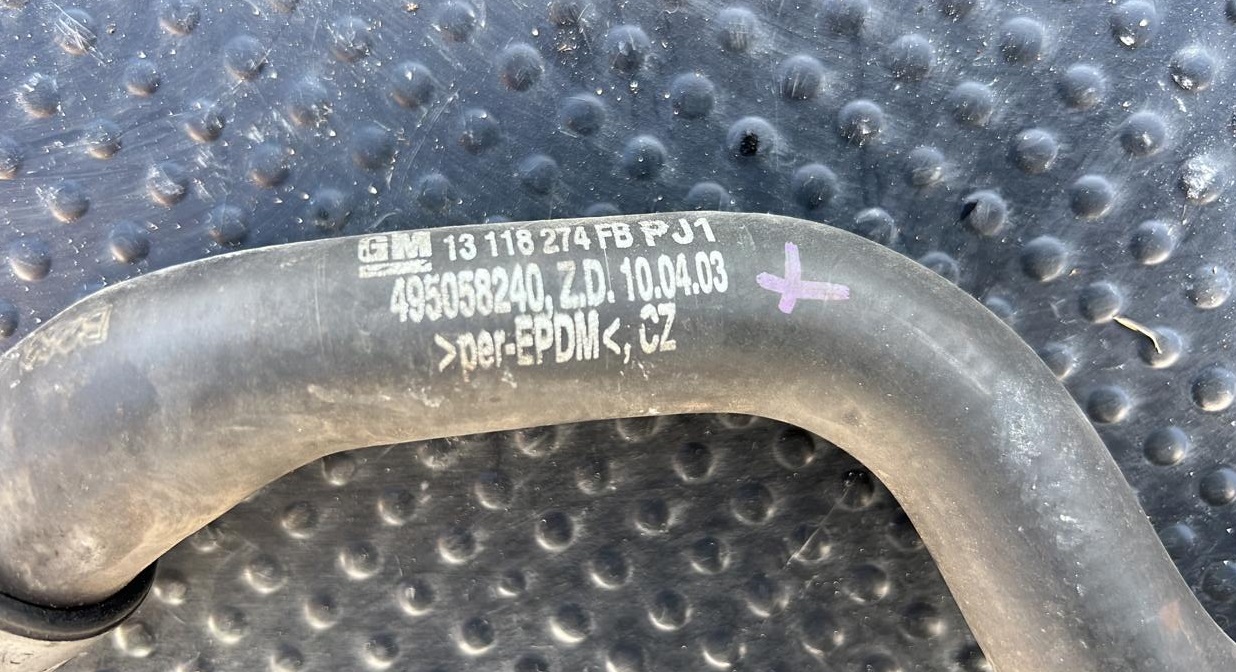 GM 13 118 274 FB PJ1
495058240, Z.D. 10.04.03
>per-EPDM<, CZ